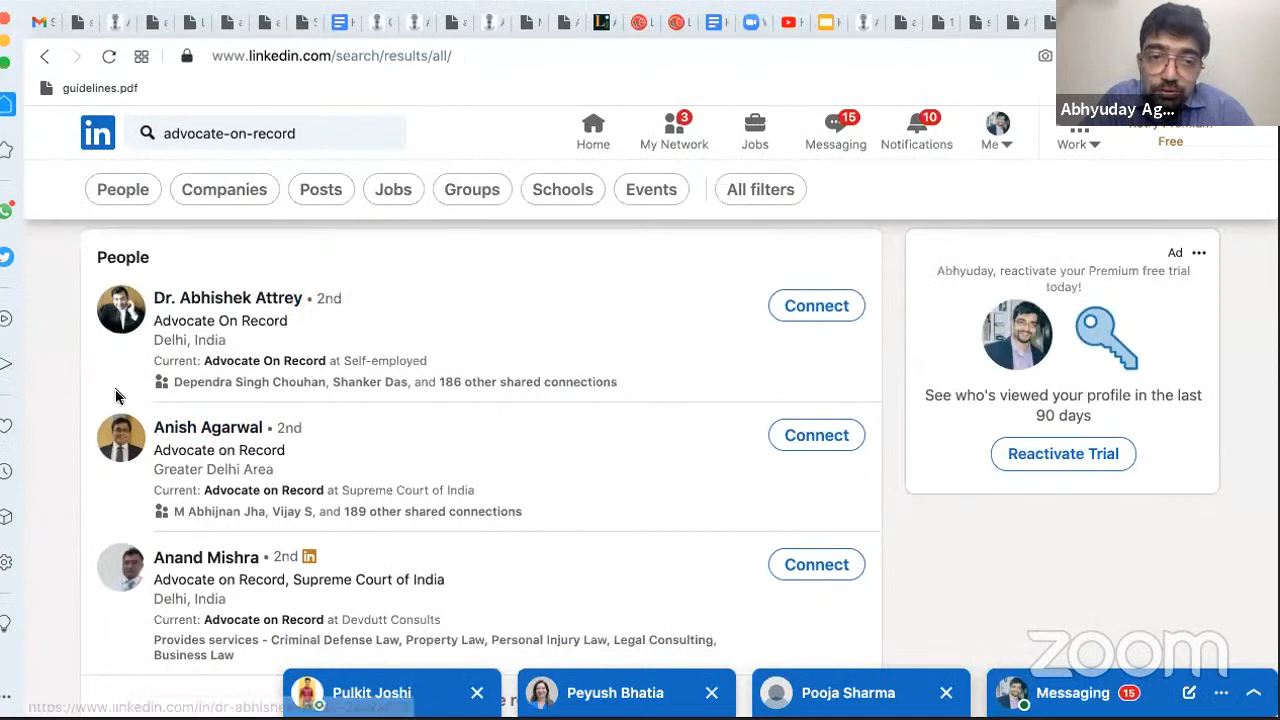 www.linkedin.com/search/results/all/
guidelines.pdf
Abhyuday Ag...
in
advocate-on-record
Home
3
My Network
Jobs
15
Messaging
10
Notifications
Me
Work
Free
People
Companies
Posts
Jobs
Groups
Schools
Events
All filters
People
Dr. Abhishek Attrey • 2nd
Advocate On Record
Delhi, India
Current: Advocate On Record at Self-employed
Dependra Singh Chouhan, Shanker Das, and 186 other shared connections
Connect
Anish Agarwal • 2nd
Advocate on Record
Greater Delhi Area
Current: Advocate on Record at Supreme Court of India
M Abhijnan Jha, Vijay S, and 189 other shared connections
Connect
Anand Mishra • 2nd in
Advocate on Record, Supreme Court of India
Delhi, India
Current: Advocate on Record at Devdutt Consults
Provides services - Criminal Defense Law, Property Law, Personal Injury Law, Legal Consulting,
Business Law
Connect
Ad
Abhyuday, reactivate your Premium free trial
today!
See who's viewed your profile in the last
90 days
Reactivate Trial
zoom
Pulkit Joshi
Peyush Bhatia
Pooja Sharma
Messaging 15